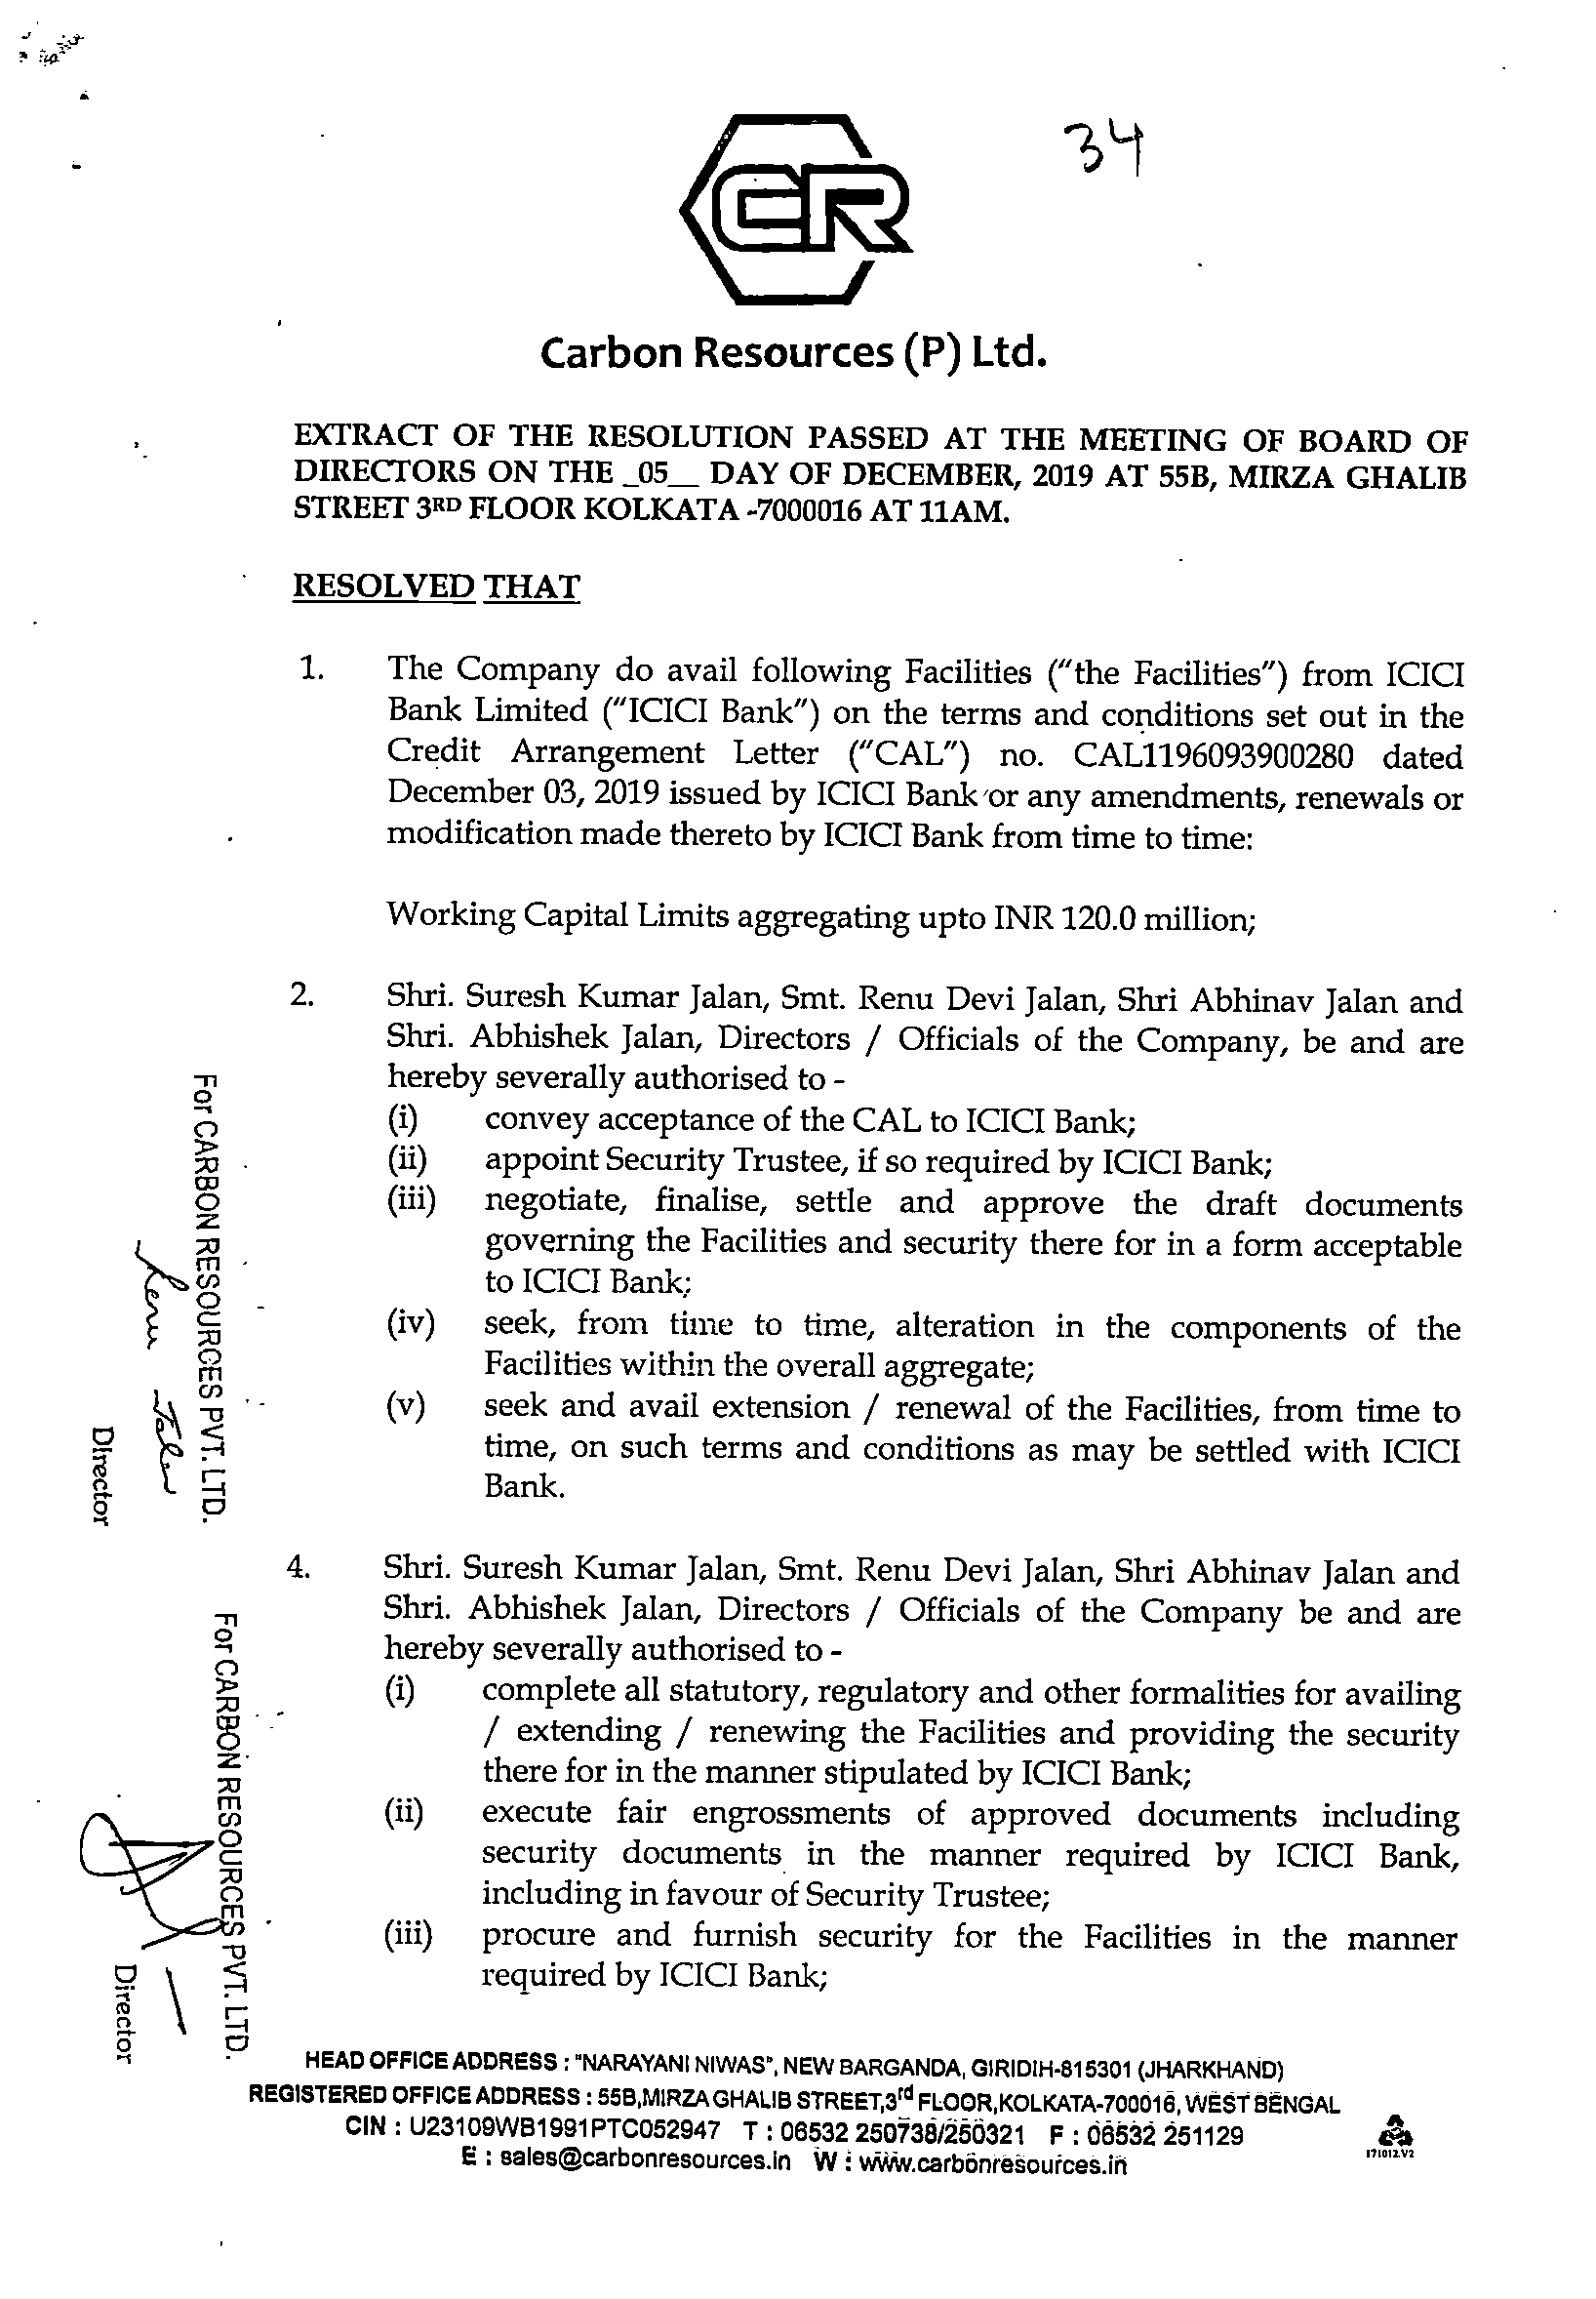 34
CR
Carbon Resources (P) Ltd.
EXTRACT OF THE RESOLUTION PASSED AT THE MEETING OF BOARD OF
DIRECTORS ON THE _05__ DAY OF DECEMBER, 2019 AT 55B, MIRZA GHALIB
STREET 3RD FLOOR KOLKATA -7000016 AT 11AM.
RESOLVED THAT
1. The Company do avail following Facilities ("the Facilities") from ICICI
Bank Limited ("ICICI Bank") on the terms and conditions set out in the
Credit Arrangement Letter ("CAL") no. CAL1196093900280 dated
December 03, 2019 issued by ICICI Bank or any amendments, renewals or
modification made thereto by ICICI Bank from time to time:
Working Capital Limits aggregating upto INR 120.0 million;
2. Shri. Suresh Kumar Jalan, Smt. Renu Devi Jalan, Shri Abhinav Jalan and
Shri. Abhishek Jalan, Directors / Officials of the Company, be and are
hereby severally authorised to -
(i) convey acceptance of the CAL to ICICI Bank;
(ii) appoint Security Trustee, if so required by ICICI Bank;
(iii) negotiate, finalise, settle and approve the draft documents
governing the Facilities and security there for in a form acceptable
to ICICI Bank;
(iv) seek, from time to time, alteration in the components of the
Facilities within the overall aggregate;
(v) seek and avail extension / renewal of the Facilities, from time to
time, on such terms and conditions as may be settled with ICICI
Bank.
4. Shri. Suresh Kumar Jalan, Smt. Renu Devi Jalan, Shri Abhinav Jalan and
Shri. Abhishek Jalan, Directors / Officials of the Company be and are
hereby severally authorised to -
(i) complete all statutory, regulatory and other formalities for availing
/ extending / renewing the Facilities and providing the security
there for in the manner stipulated by ICICI Bank;
(ii) execute fair engrossments of approved documents including
security documents in the manner required by ICICI Bank,
including in favour of Security Trustee;
(iii) procure and furnish security for the Facilities in the manner
required by ICICI Bank;
For CARBON RESOURCES PVT. LTD.
Renu Jalan
Director
For CARBON RESOURCES PVT. LTD.
Director
HEAD OFFICE ADDRESS : "NARAYANI NIWAS", NEW BARGANDA, GIRIDIH-815301 (JHARKHAND)
REGISTERED OFFICE ADDRESS : 55B,MIRZA GHALIB STREET,3rd FLOOR,KOLKATA-700016, WEST BENGAL
CIN : U23109WB1991PTC052947 T : 06532 250738/250321 F : 06532 251129
E : sales@carbonresources.in W : www.carbonresources.in
171012.V2